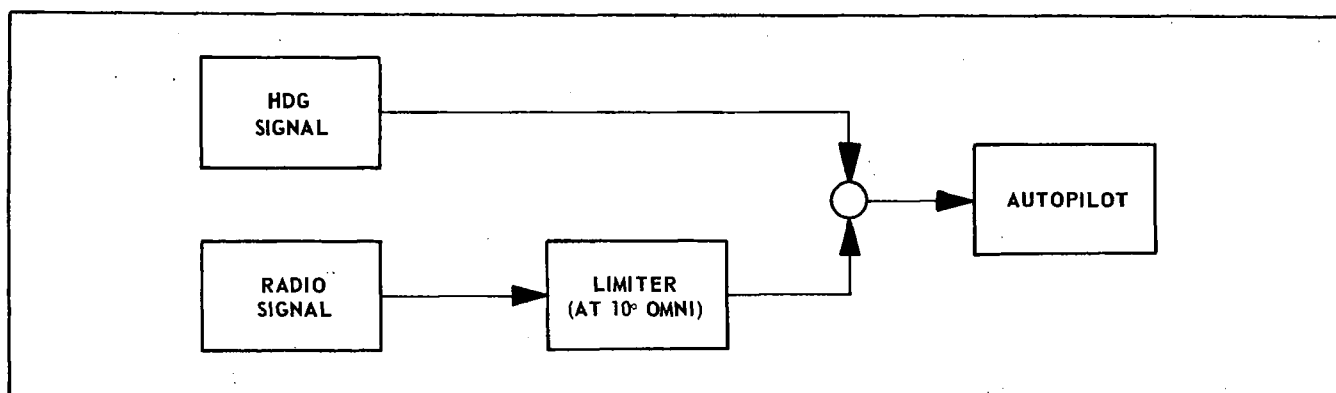 HDG
SIGNAL
AUTOPILOT
RADIO
SIGNAL
LIMITER
(AT 10° OMNI)